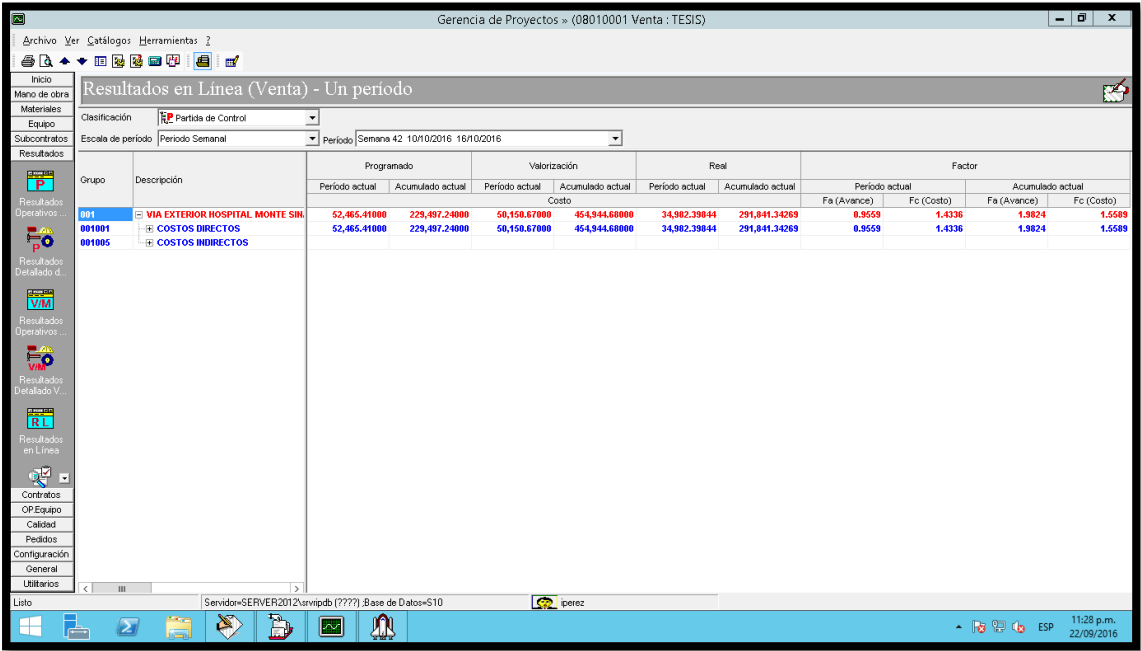 Gerencia de Proyectos » (08010001 Venta : TESIS)
Archivo Ver Catálogos Herramientas ?
Inicio
Mano de obra
Materiales
Equipo
Subcontratos
Resultados
Resultados en Línea (Venta) - Un período
Clasificación Partida de Control
Escala de período Periodo Semanal Período Semana 42 10/10/2016 16/10/2016
Grupo Descripción Programado Valorización Real Factor
Período actual Acumulado actual Período actual Acumulado actual Período actual Acumulado actual Período actual Acumulado actual
Costo Fa (Avance) Fc (Costo) Fa (Avance) Fc (Costo)
001 VIA EXTERIOR HOSPITAL MONTE SIN 52,465.41000 229,497.24000 50,150.67000 454,944.68000 34,982.39844 291,841.34269 0.9559 1.4336 1.9824 1.5589
001001 COSTOS DIRECTOS 52,465.41000 229,497.24000 50,150.67000 454,944.68000 34,982.39844 291,841.34269 0.9559 1.4336 1.9824 1.5589
001005 COSTOS INDIRECTOS
P
Resultados
Operativos ...
P
Resultados
Detallado d...
V/M
Resultados
Operativos ...
V/M
Resultados
Detallado V...
RL
Resultados
en Línea
Contratos
OP.Equipo
Calidad
Pedidos
Configuración
General
Utilitarios
Listo Servidor=SERVER2012\srvripdb (????) ;Base de Datos=S10 iperez
ESP 11:28 p.m.
22/09/2016